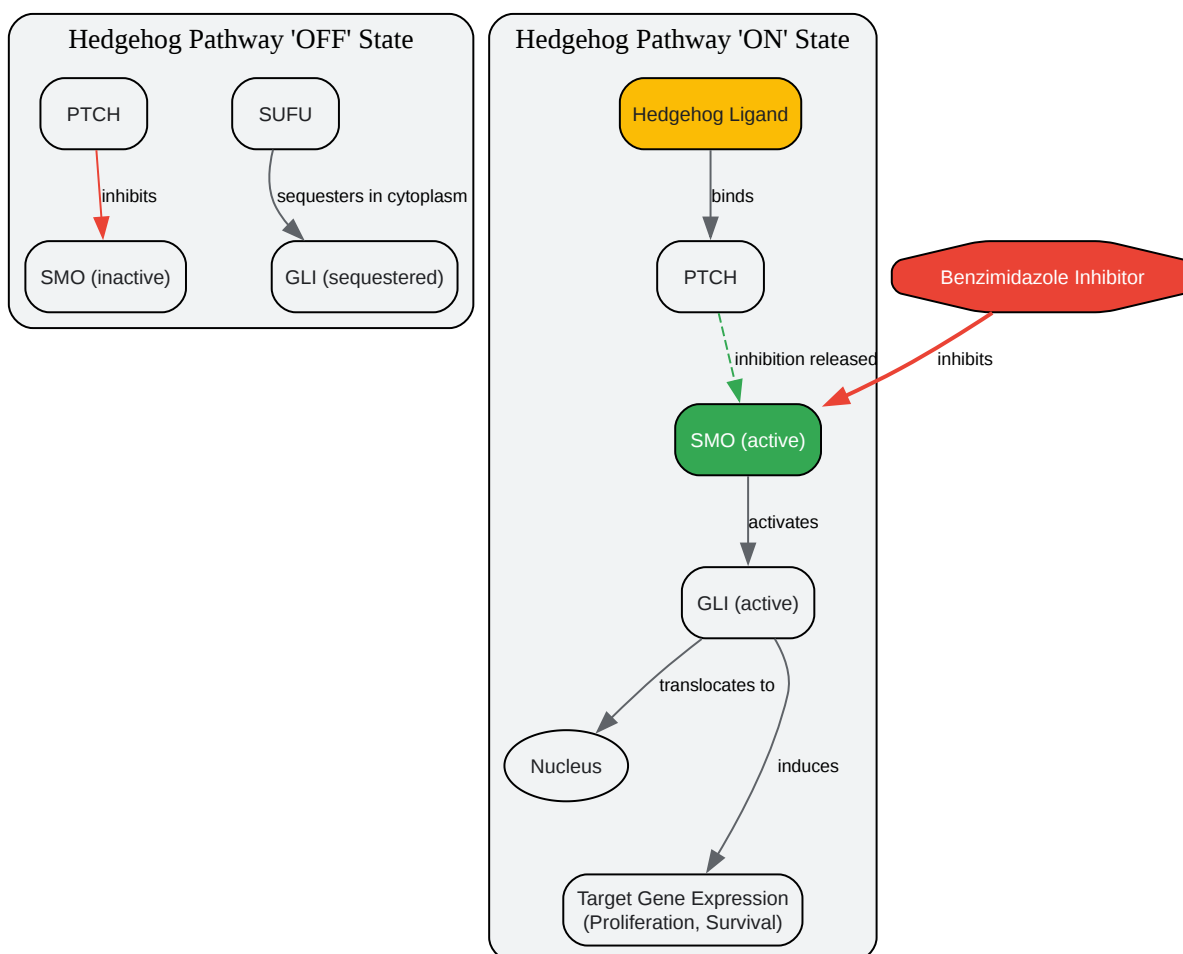 Hedgehog Pathway 'OFF' State
PTCH
SUFU
inhibits
sequesters in cytoplasm
SMO (inactive)
GLI (sequestered)
Hedgehog Pathway 'ON' State
Hedgehog Ligand
binds
PTCH
Benzimidazole Inhibitor
inhibition released
inhibits
SMO (active)
activates
GLI (active)
translocates to
Nucleus
induces
Target Gene Expression
(Proliferation, Survival)